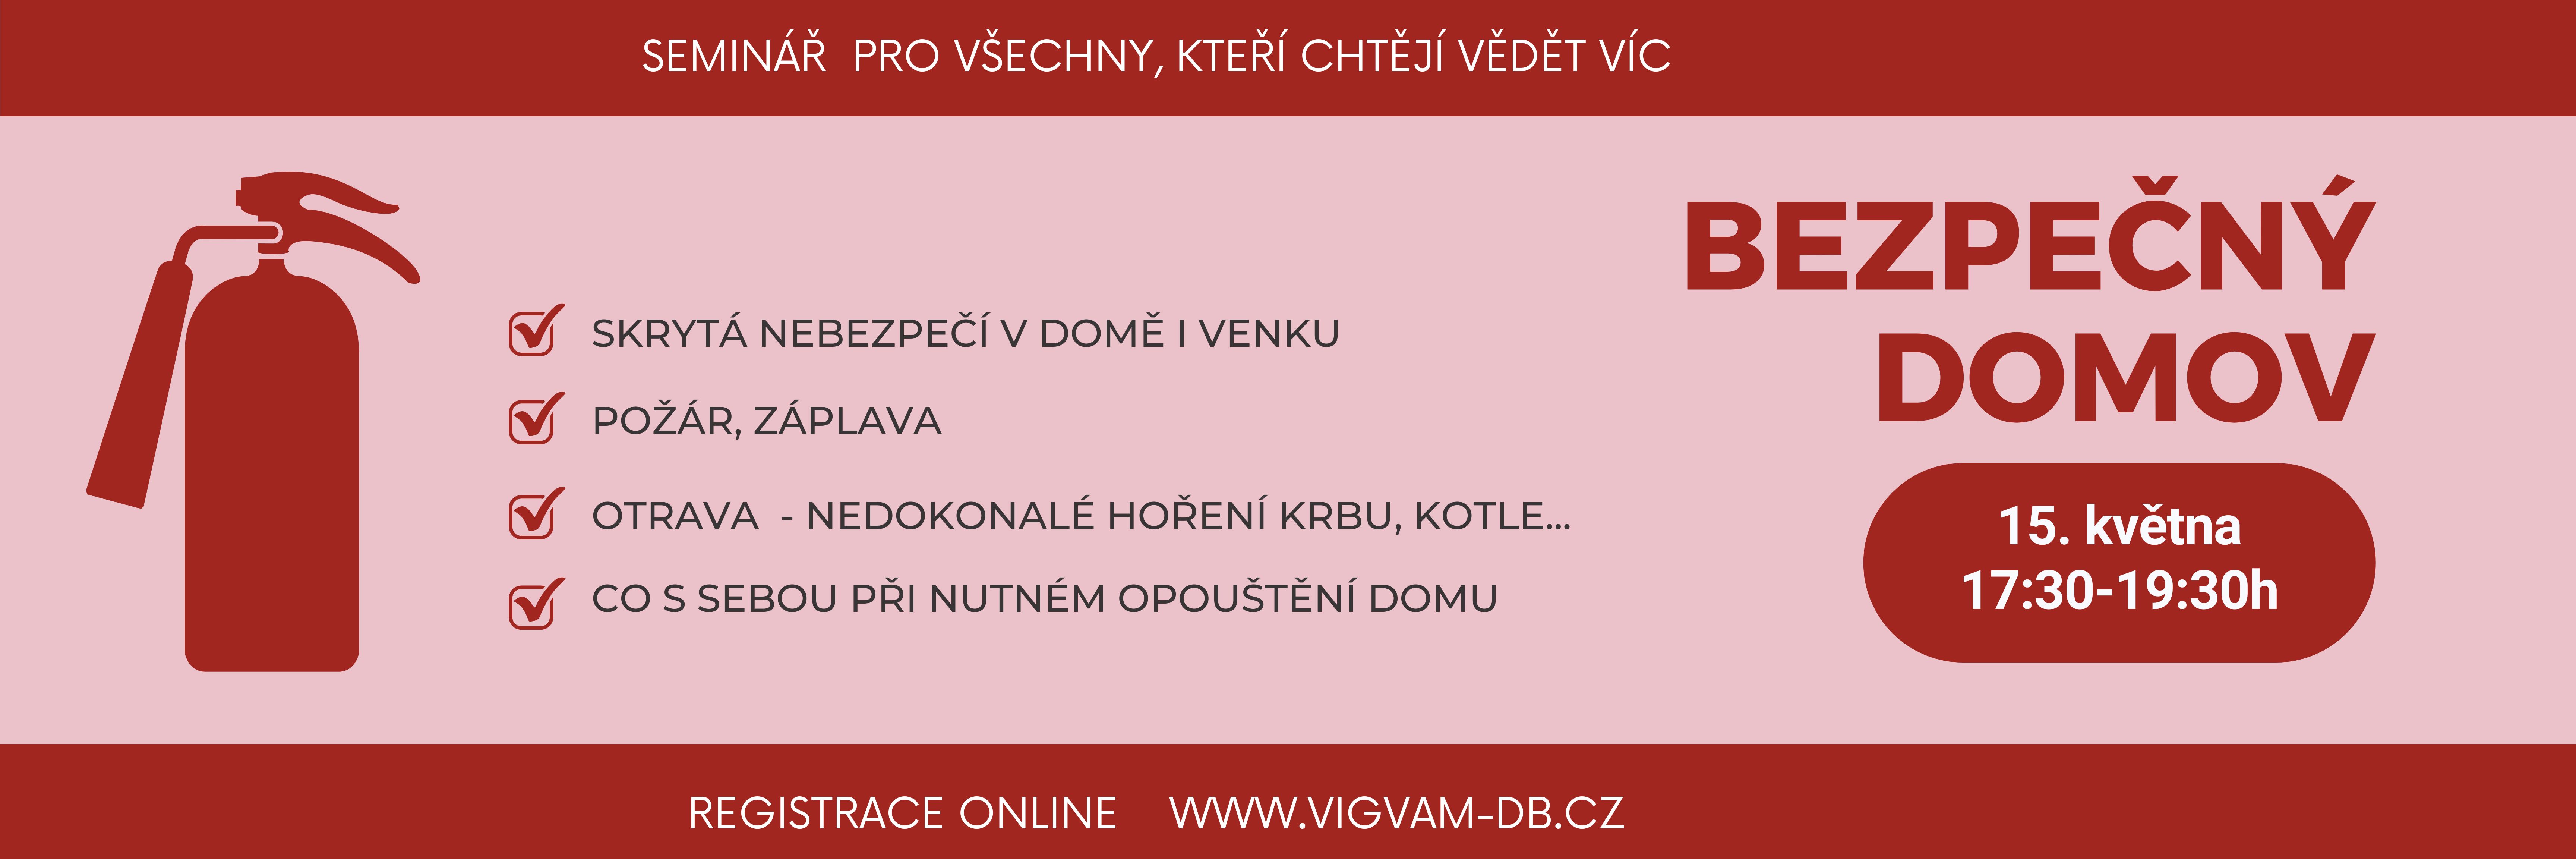 SEMINÁŘ PRO VŠECHNY, KTEŘÍ CHTĚJÍ VĚDĚT VÍC
BEZPEČNÝ
DOMOV
SKRYTÁ NEBEZPEČÍ V DOMĚ I VENKU
POŽÁR, ZÁPLAVA
OTRAVA - NEDOKONALÉ HOŘENÍ KRBU, KOTLE...
CO S SEBOU PŘI NUTNÉM OPOUŠTĚNÍ DOMU
15. května
17:30-19:30h
REGISTRACE ONLINE WWW.VIGVAM-DB.CZ